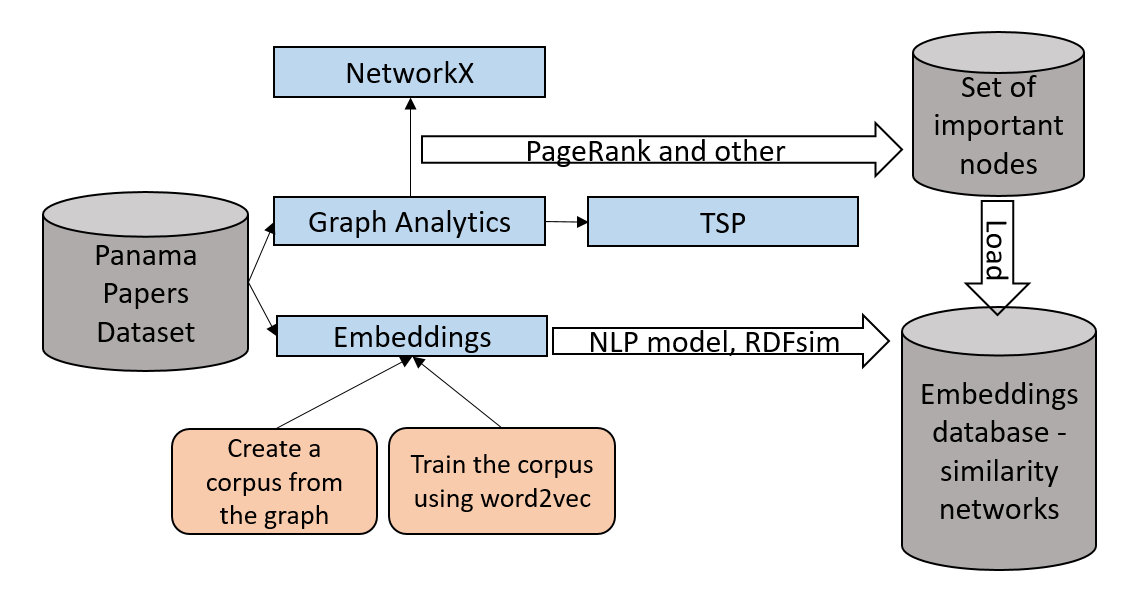 NetworkX
Set of
important
nodes
PageRank and other
Graph Analytics
TSP
Panama
Papers
Dataset
Load
Embeddings
NLP model, RDFsim
Embeddings
database -
similarity
networks
Create a
corpus from
the graph
Train the corpus
using word2vec